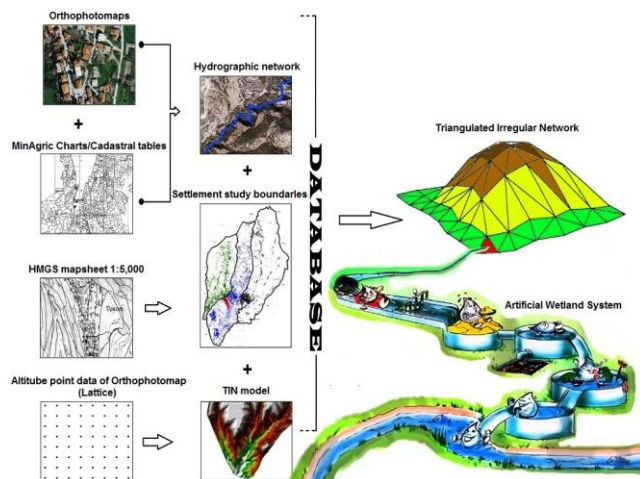 Orthophotomaps
+
MinAgric Charts/Cadastral tables
HMGS mapsheet 1:5,000
Altitube point data of Orthophotomap
(Lattice)
Hydrographic network
+
Settlement study boundaries
+
TIN model
DATABASE
Triangulated Irregular Network
Artificial Wetland System